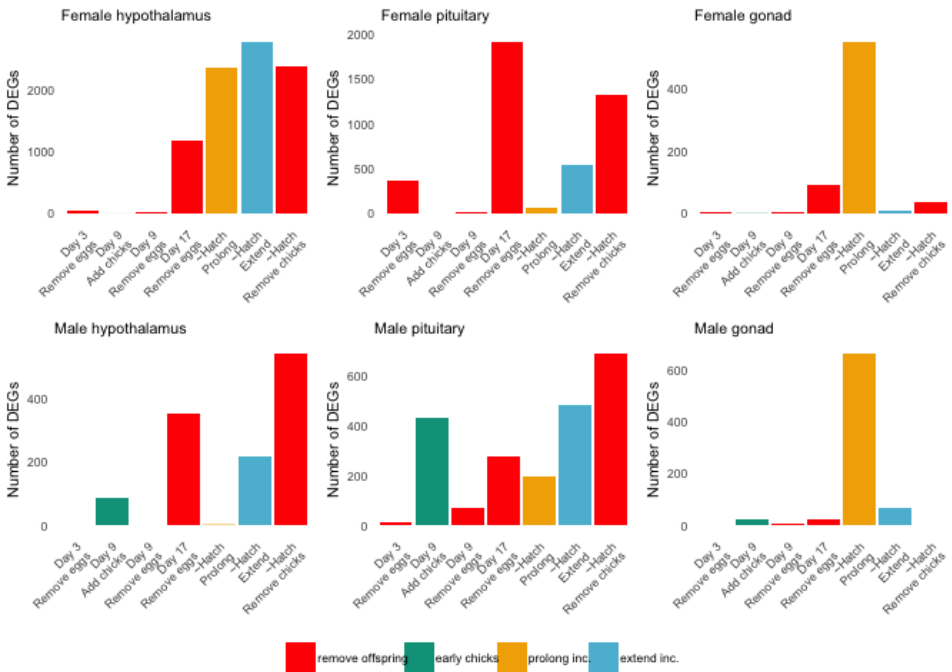 Female hypothalamus
Number of DEGs
2000
1000
0
Day 3
Remove eggs
Day 9
Add chicks
Day 9
Remove eggs
Day 17
Remove eggs
~Hatch
Prolong
~Hatch
Extend
~Hatch
Remove chicks
Female pituitary
Number of DEGs
2000
1500
1000
500
0
Day 3
Remove eggs
Day 9
Add chicks
Day 9
Remove eggs
Day 17
Remove eggs
~Hatch
Prolong
~Hatch
Extend
~Hatch
Remove chicks
Female gonad
Number of DEGs
400
200
0
Day 3
Remove eggs
Day 9
Add chicks
Day 9
Remove eggs
Day 17
Remove eggs
~Hatch
Prolong
~Hatch
Extend
~Hatch
Remove chicks
Male hypothalamus
Number of DEGs
400
200
0
Day 3
Remove eggs
Day 9
Add chicks
Day 9
Remove eggs
Day 17
Remove eggs
~Hatch
Prolong
~Hatch
Extend
~Hatch
Remove chicks
Male pituitary
Number of DEGs
600
400
200
0
Day 3
Remove eggs
Day 9
Add chicks
Day 9
Remove eggs
Day 17
Remove eggs
~Hatch
Prolong
~Hatch
Extend
~Hatch
Remove chicks
Male gonad
Number of DEGs
600
400
200
0
Day 3
Remove eggs
Day 9
Add chicks
Day 9
Remove eggs
Day 17
Remove eggs
~Hatch
Prolong
~Hatch
Extend
~Hatch
Remove chicks
remove offspring early chicks prolong inc. extend inc.